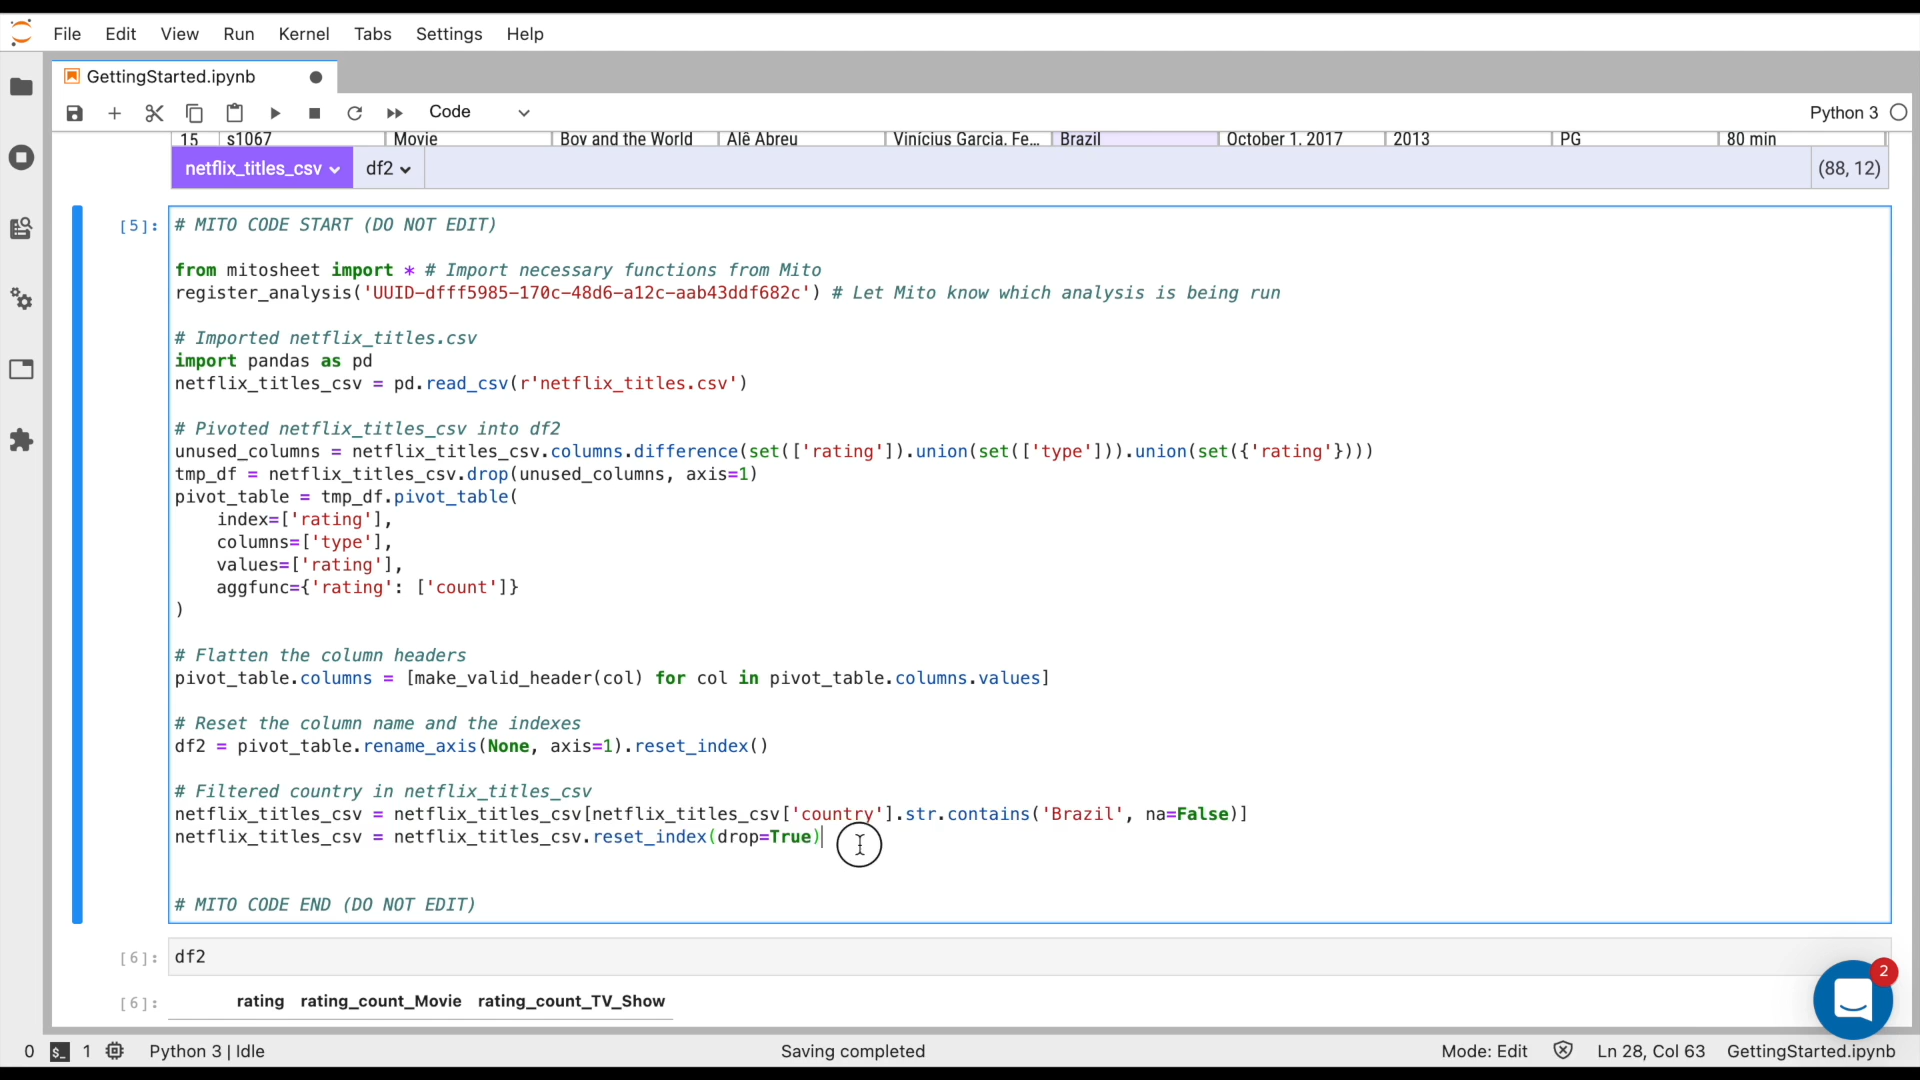 File Edit View Run Kernel Tabs Settings Help
GettingStarted.ipynb
Code
Python 3
15 s1067 Movie Boy and the World Alê Abreu Vinícius Garcia, Fe... Brazil October 1, 2017 2013 PG 80 min
netflix_titles_csv df2 (88, 12)
[5]: # MITO CODE START (DO NOT EDIT)
from mitosheet import * # Import necessary functions from Mito
register_analysis('UUID-dfff5985-170c-48d6-a12c-aab43ddf682c') # Let Mito know which analysis is being run
# Imported netflix_titles.csv
import pandas as pd
netflix_titles_csv = pd.read_csv(r'netflix_titles.csv')
# Pivoted netflix_titles_csv into df2
unused_columns = netflix_titles_csv.columns.difference(set(['rating']).union(set(['type'])).union(set({'rating'})))
tmp_df = netflix_titles_csv.drop(unused_columns, axis=1)
pivot_table = tmp_df.pivot_table(
    index=['rating'],
    columns=['type'],
    values=['rating'],
    aggfunc={'rating': ['count']}
)
# Flatten the column headers
pivot_table.columns = [make_valid_header(col) for col in pivot_table.columns.values]
# Reset the column name and the indexes
df2 = pivot_table.rename_axis(None, axis=1).reset_index()
# Filtered country in netflix_titles_csv
netflix_titles_csv = netflix_titles_csv[netflix_titles_csv['country'].str.contains('Brazil', na=False)]
netflix_titles_csv = netflix_titles_csv.reset_index(drop=True)
# MITO CODE END (DO NOT EDIT)
[6]: df2
2
[6]: rating rating_count_Movie rating_count_TV_Show
0 $_ 1 Python 3 | Idle Saving completed Mode: Edit Ln 28, Col 63 GettingStarted.ipynb